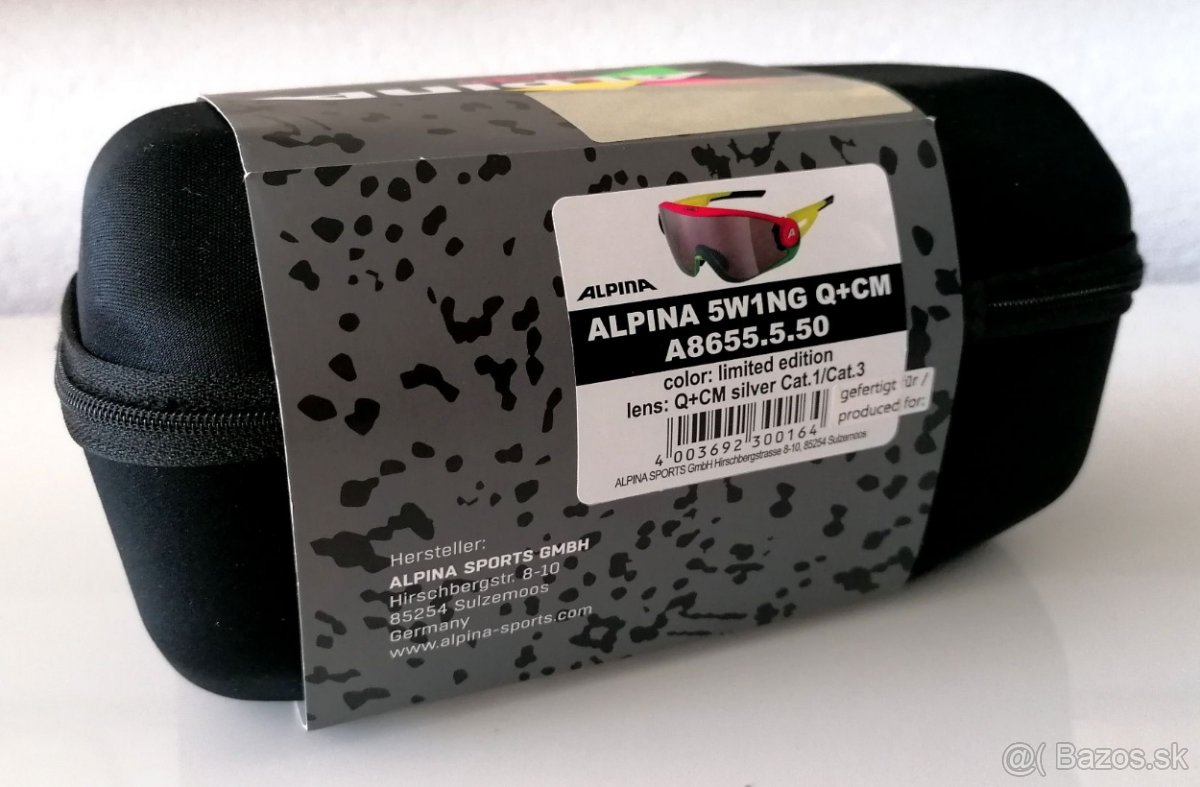 ALPINA
ALPINA
ALPINA 5W1NG Q+CM
A8655.5.50
color: limited edition
lens: Q+CM silver Cat.1/Cat.3
gefertigt für /
produced for:
4 003692 300164
ALPINA SPORTS GmbH Hirschbergstrasse 8-10, 85254 Sulzemoos
Hersteller:
ALPINA SPORTS GMBH
Hirschbergstr. 8-10
85254 Sulzemoos
Germany
www.alpina-sports.com
@( Bazos.sk